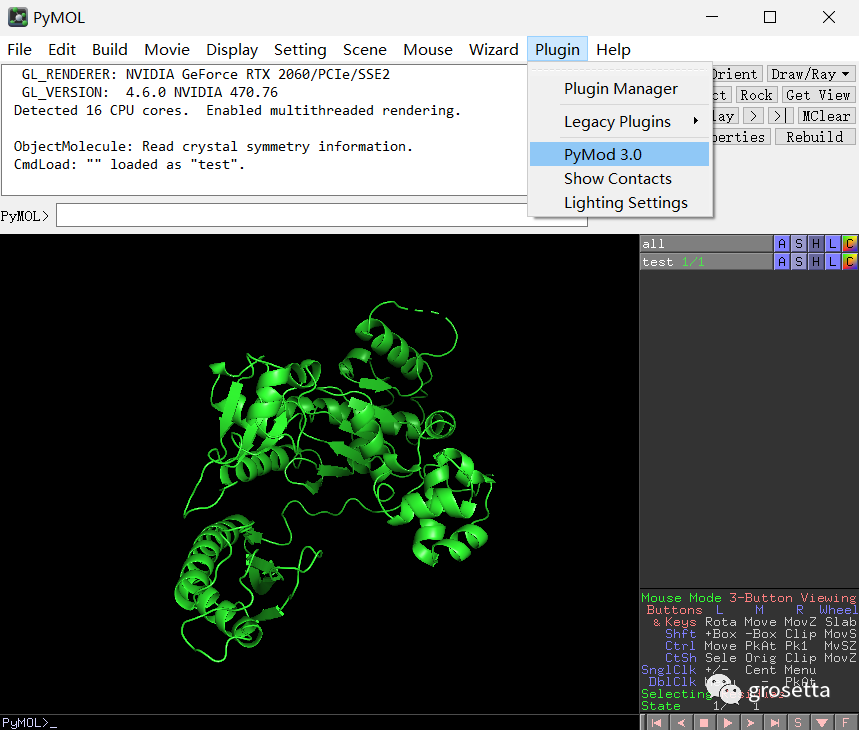 PyMOL
File Edit Build Movie Display Setting Scene Mouse Wizard Plugin Help
GL_RENDERER: NVIDIA GeForce RTX 2060/PCIe/SSE2
GL_VERSION: 4.6.0 NVIDIA 470.76
Detected 16 CPU cores. Enabled multithreaded rendering.
ObjectMolecule: Read crystal symmetry information.
CmdLoad: "" loaded as "test".
Plugin Manager
Legacy Plugins
PyMod 3.0
Show Contacts
Lighting Settings
Orient Draw/Ray
ct Rock Get View
lay > >| MClear
perties Rebuild
PyMOL>
all A S H L C
test 1/1 A S H L C
Mouse Mode 3-Button Viewing
Buttons L M R Wheel
& Keys Rota Move MovZ Slab
Shft +Box -Box Clip MovS
Ctrl Move PkAt Pk1 MvSZ
CtSh Sele Orig Clip MovZ
SnglClk +/- Cent Menu
DblClk Menu - PkAt
Selecting Residues
State 1/ 1
grosetta
PyMOL>_
S F